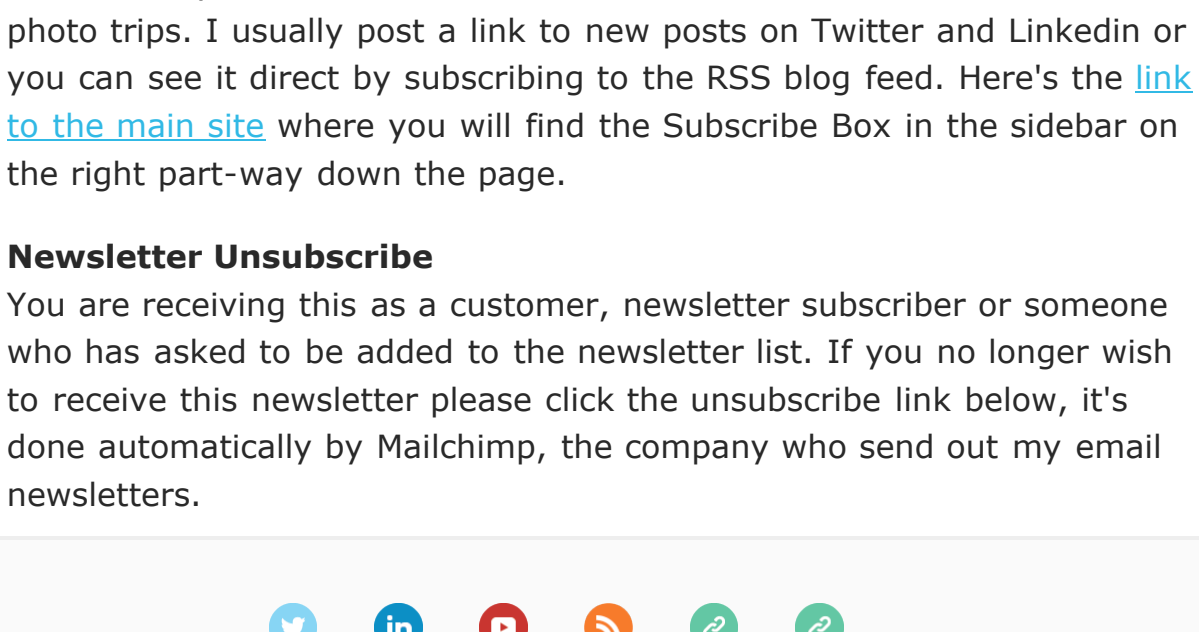 photo trips. I usually post a link to new posts on Twitter and Linkedin or
you can see it direct by subscribing to the RSS blog feed. Here's the link
to the main site where you will find the Subscribe Box in the sidebar on
the right part-way down the page.
Newsletter Unsubscribe
You are receiving this as a customer, newsletter subscriber or someone
who has asked to be added to the newsletter list. If you no longer wish
to receive this newsletter please click the unsubscribe link below, it's
done automatically by Mailchimp, the company who send out my email
newsletters.
in